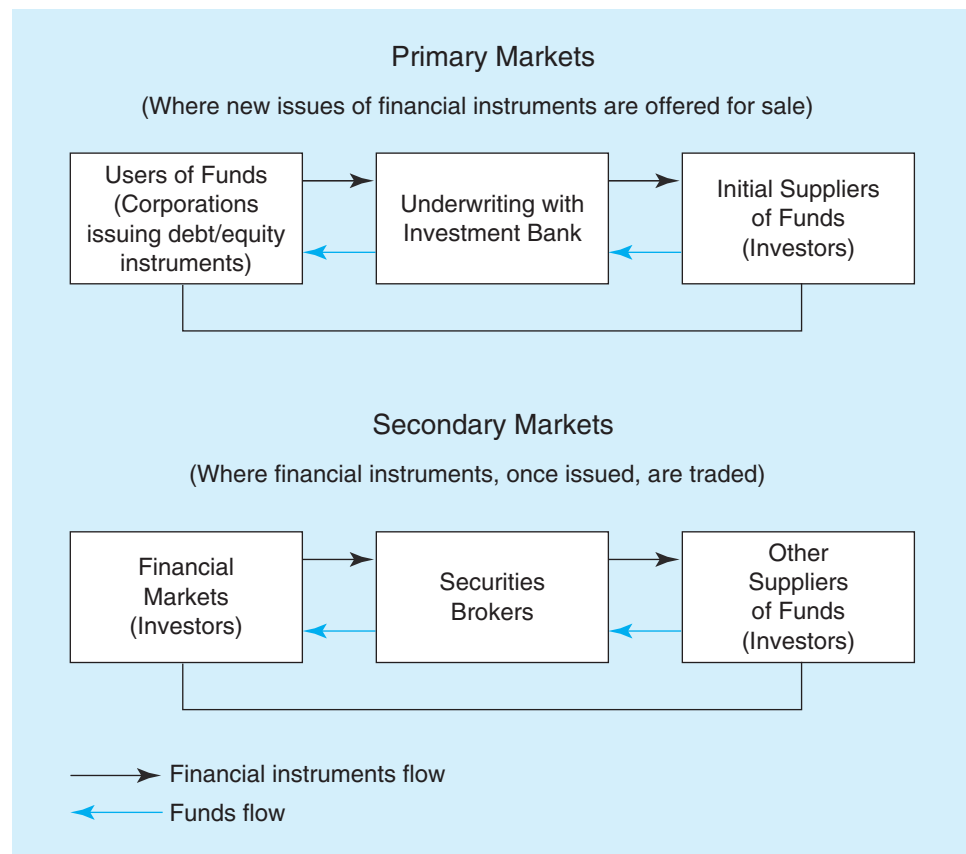 Primary Markets
(Where new issues of financial instruments are offered for sale)
Users of Funds
(Corporations
issuing debt/equity
instruments)
Underwriting with
Investment Bank
Initial Suppliers
of Funds
(Investors)
Secondary Markets
(Where financial instruments, once issued, are traded)
Financial
Markets
(Investors)
Securities
Brokers
Other
Suppliers
of Funds
(Investors)
Financial instruments flow
Funds flow